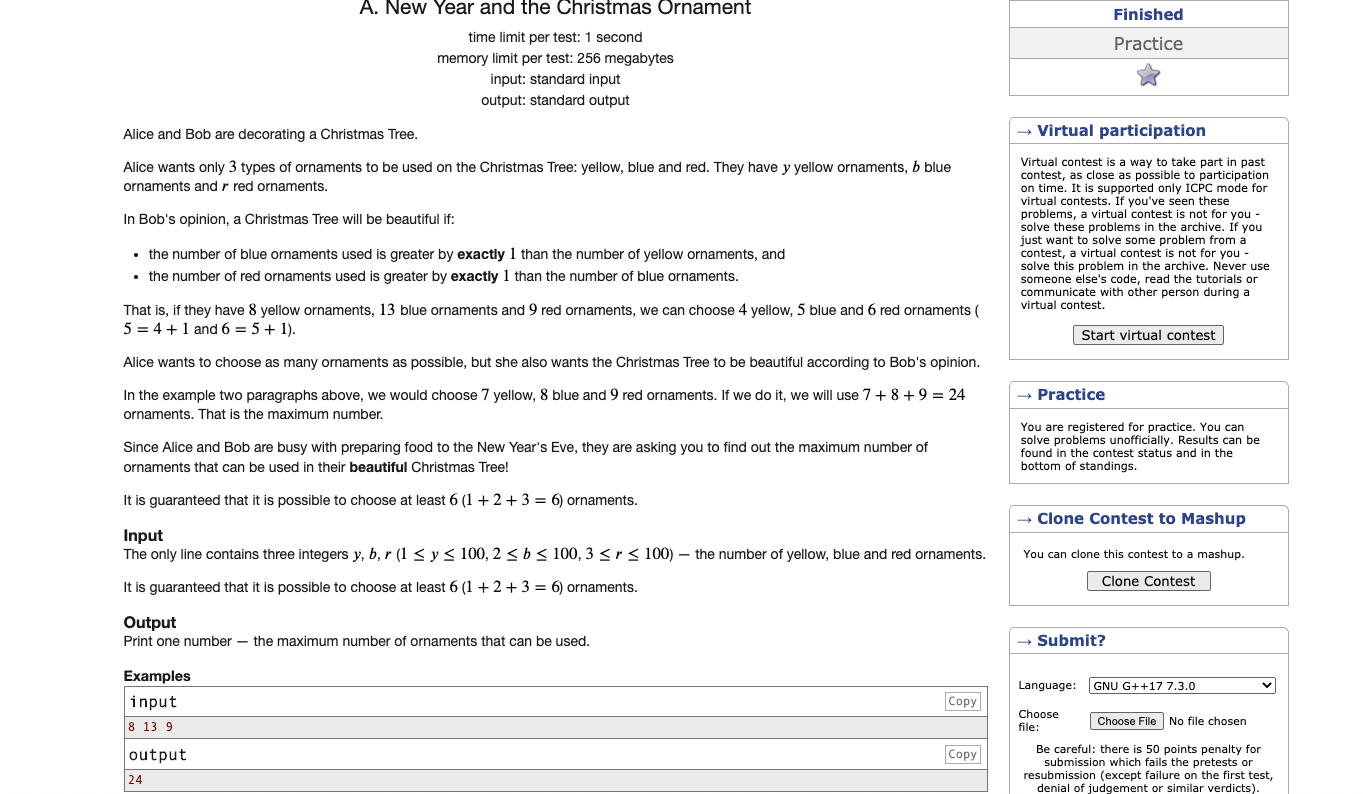 A. New Year and the Christmas Ornament
time limit per test: 1 second
memory limit per test: 256 megabytes
input: standard input
output: standard output
Alice and Bob are decorating a Christmas Tree.
Alice wants only 3 types of ornaments to be used on the Christmas Tree: yellow, blue and red. They have y yellow ornaments, b blue
ornaments and r red ornaments.
In Bob's opinion, a Christmas Tree will be beautiful if:
• the number of blue ornaments used is greater by exactly 1 than the number of yellow ornaments, and
• the number of red ornaments used is greater by exactly 1 than the number of blue ornaments.
That is, if they have 8 yellow ornaments, 13 blue ornaments and 9 red ornaments, we can choose 4 yellow, 5 blue and 6 red ornaments (
5 = 4 + 1 and 6 = 5 + 1).
Alice wants to choose as many ornaments as possible, but she also wants the Christmas Tree to be beautiful according to Bob's opinion.
In the example two paragraphs above, we would choose 7 yellow, 8 blue and 9 red ornaments. If we do it, we will use 7 + 8 + 9 = 24
ornaments. That is the maximum number.
Since Alice and Bob are busy with preparing food to the New Year's Eve, they are asking you to find out the maximum number of
ornaments that can be used in their beautiful Christmas Tree!
It is guaranteed that it is possible to choose at least 6 (1 + 2 + 3 = 6) ornaments.
Input
The only line contains three integers y, b, r (1 ≤ y ≤ 100, 2 ≤ b ≤ 100, 3 ≤ r ≤ 100) — the number of yellow, blue and red ornaments.
It is guaranteed that it is possible to choose at least 6 (1 + 2 + 3 = 6) ornaments.
Output
Print one number — the maximum number of ornaments that can be used.
Examples
input
Copy
8 13 9
output
Copy
24
Finished
Practice
→ Virtual participation
Virtual contest is a way to take part in past
contest, as close as possible to participation
on time. It is supported only ICPC mode for
virtual contests. If you've seen these
problems, a virtual contest is not for you -
solve these problems in the archive. If you
just want to solve some problem from a
contest, a virtual contest is not for you -
solve this problem in the archive. Never use
someone else's code, read the tutorials or
communicate with other person during a
virtual contest.
Start virtual contest
→ Practice
You are registered for practice. You can
solve problems unofficially. Results can be
found in the contest status and in the
bottom of standings.
→ Clone Contest to Mashup
You can clone this contest to a mashup.
Clone Contest
→ Submit?
Language: GNU G++17 7.3.0
Choose
file:
Choose File No file chosen
Be careful: there is 50 points penalty for
submission which fails the pretests or
resubmission (except failure on the first test,
denial of judgement or similar verdicts).